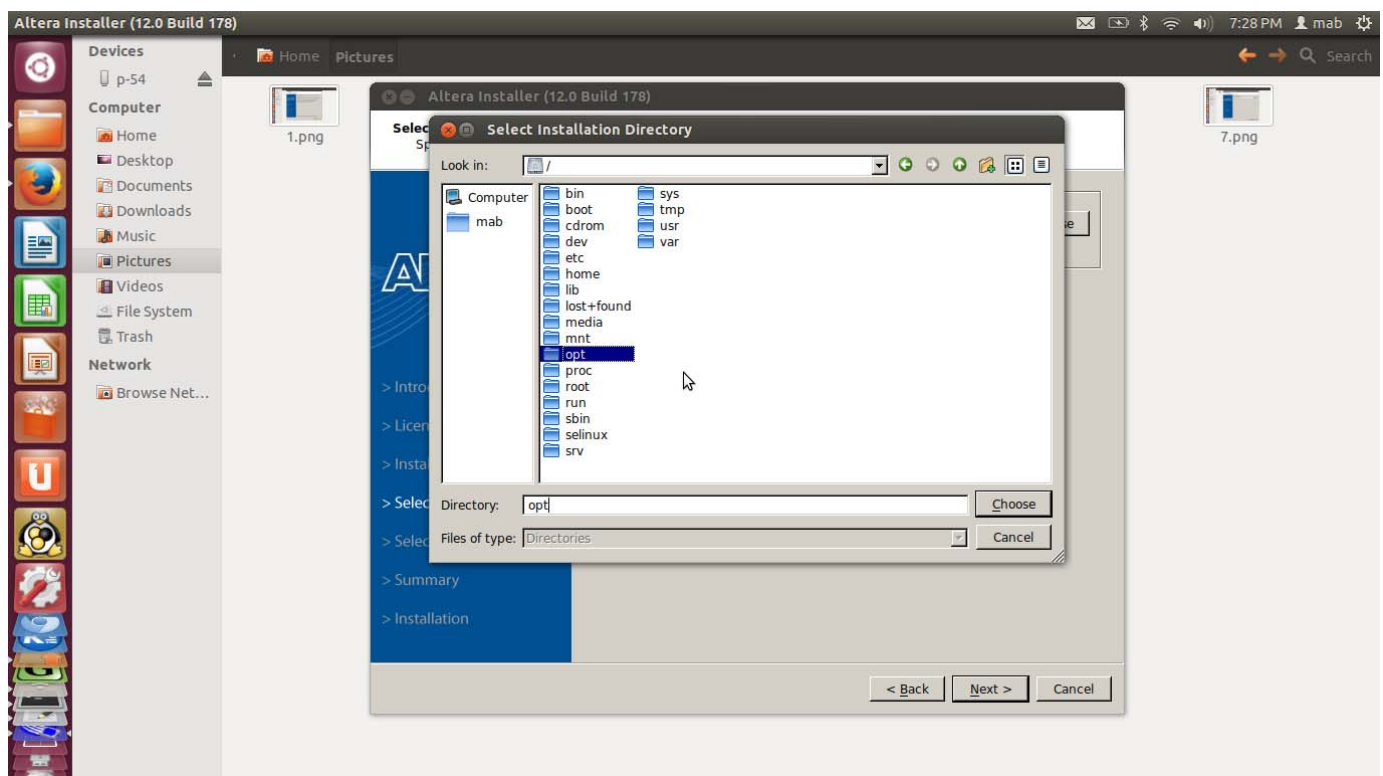 Altera Installer (12.0 Build 178)
7:28 PM mab
Devices
p-54
Computer
Home
Desktop
Documents
Downloads
Music
Pictures
Videos
File System
Trash
Network
Browse Net...
Home Pictures
Search
1.png
7.png
Altera Installer (12.0 Build 178)
Selec
Sp
Select Installation Directory
Look in: /
Computer
mab
bin
boot
cdrom
dev
etc
home
lib
lost+found
media
mnt
opt
proc
root
run
sbin
selinux
srv
sys
tmp
usr
var
Directory: opt
Choose
Files of type: Directories
Cancel
se
> Intro
> Licen
> Instal
> Selec
> Selec
> Summary
> Installation
< Back Next > Cancel